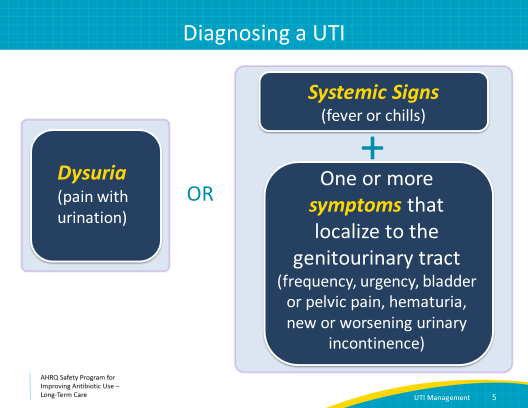 Diagnosing a UTI
Dysuria
(pain with
urination)
OR
Systemic Signs
(fever or chills)
+
One or more
symptoms that
localize to the
genitourinary tract
(frequency, urgency, bladder
or pelvic pain, hematuria,
new or worsening urinary
incontinence)
AHRQ Safety Program for
Improving Antibiotic Use –
Long-Term Care
UTI Management 5